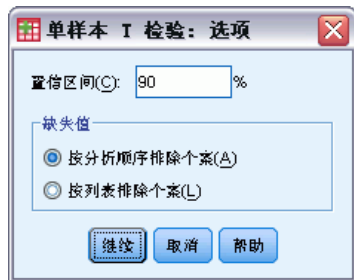 单样本 T 检验: 选项
置信区间(C): 90 %
缺失值
按分析顺序排除个案(A)
按列表排除个案(L)
继续 取消 帮助